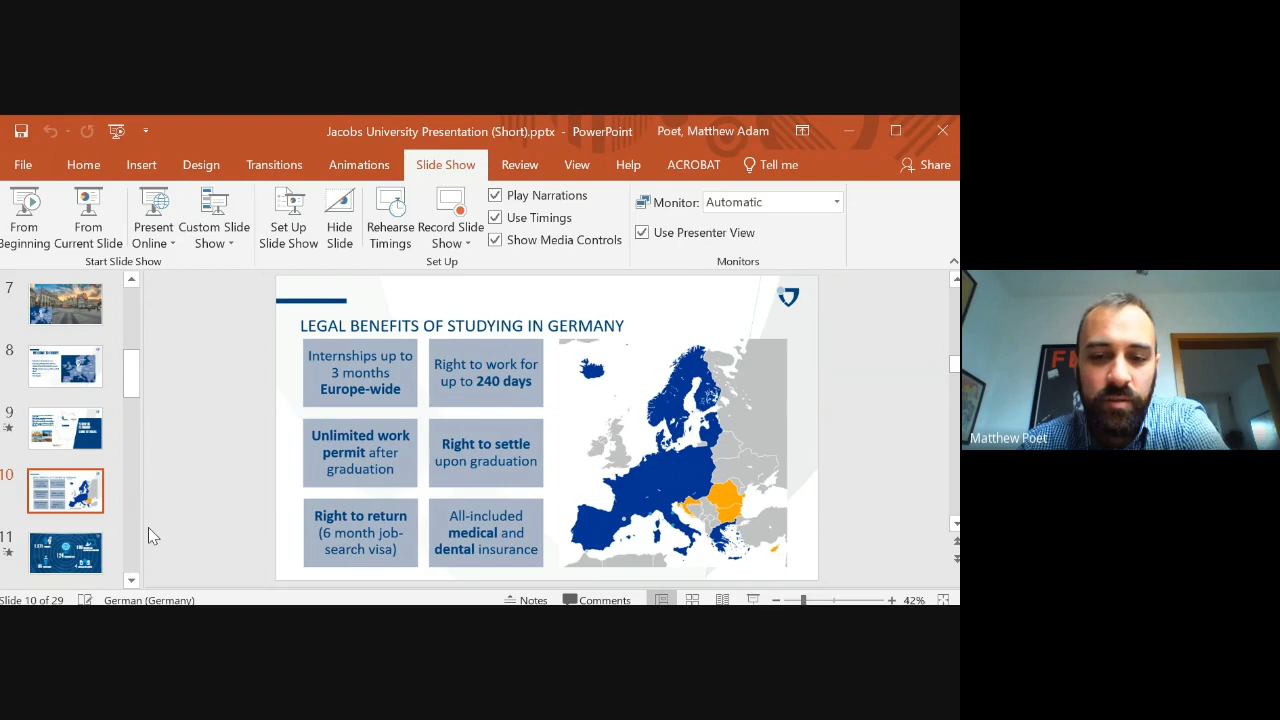 Jacobs University Presentation (Short).pptx - PowerPoint
Poet, Matthew Adam
File Home Insert Design Transitions Animations Slide Show Review View Help ACROBAT Tell me Share
From Beginning
From Current Slide
Present Online
Custom Slide Show
Set Up Slide Show
Hide Slide
Rehearse Timings
Record Slide Show
Play Narrations
Use Timings
Show Media Controls
Monitor: Automatic
Use Presenter View
Start Slide Show
Set Up
Monitors
7
8
9
10
11
LEGAL BENEFITS OF STUDYING IN GERMANY
Internships up to
3 months
Europe-wide
Right to work for
up to 240 days
Unlimited work
permit after
graduation
Right to settle
upon graduation
Right to return
(6 month job-
search visa)
All-included
medical and
dental insurance
Slide 10 of 29
German (Germany)
Notes
Comments
42%
Matthew Poet